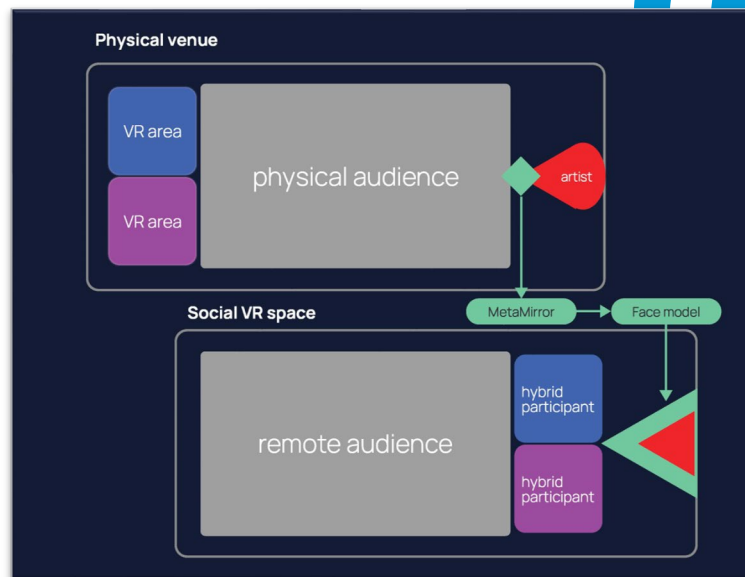 Physical venue
VR area
VR area
physical audience
artist
MetaMirror
Face model
Social VR space
remote audience
hybrid
participant
hybrid
participant